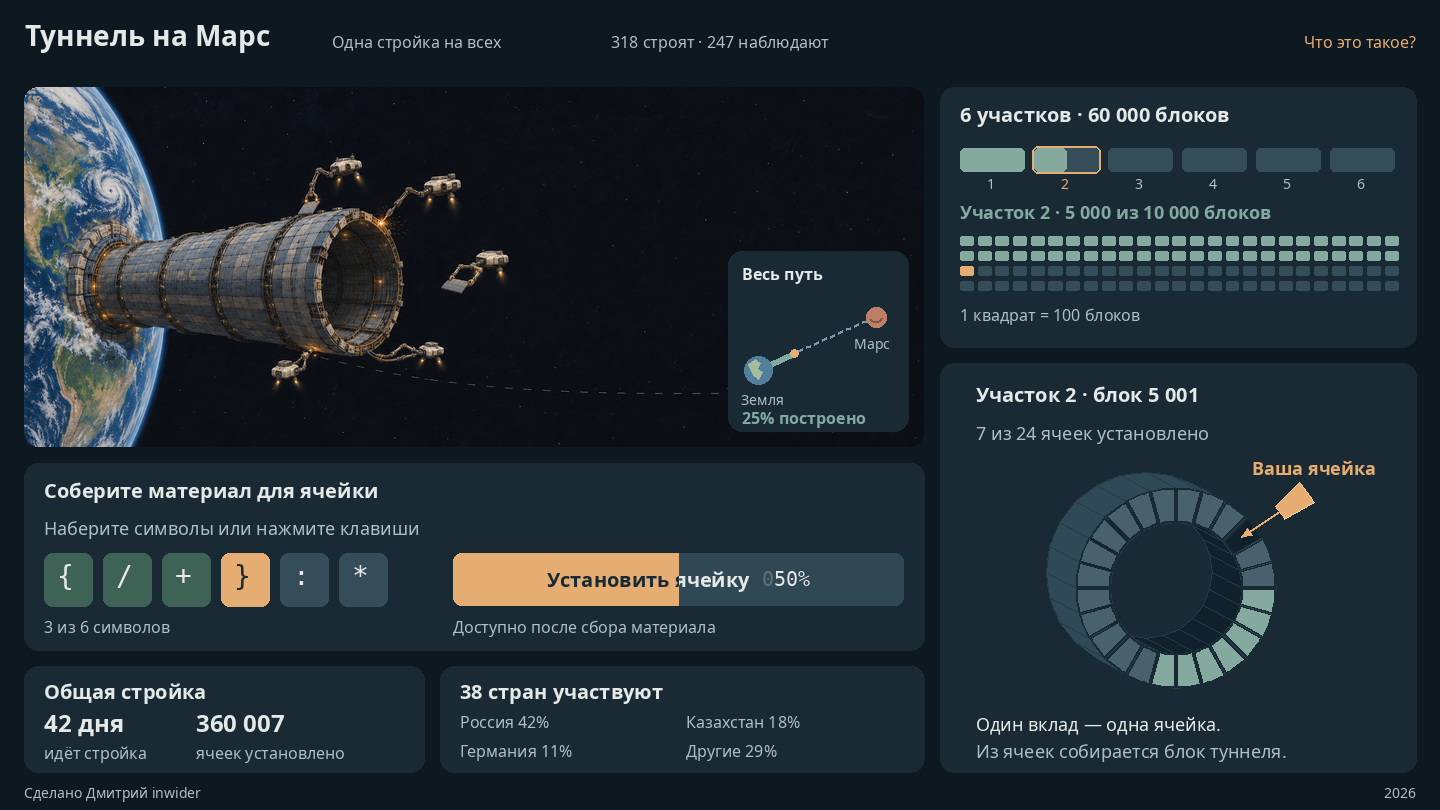 Туннель на Марс
Одна стройка на всех
318 строят · 247 наблюдают
Что это такое?
Весь путь
Марс
Земля
25% построено
6 участков · 60 000 блоков
1 2 3 4 5 6
Участок 2 · 5 000 из 10 000 блоков
1 квадрат = 100 блоков
Соберите материал для ячейки
Наберите символы или нажмите клавиши
{ / + } : *
Установить ячейку 050%
3 из 6 символов
Доступно после сбора материала
Участок 2 · блок 5 001
7 из 24 ячеек установлено
Ваша ячейка
Один вклад — одна ячейка.
Из ячеек собирается блок туннеля.
Общая стройка
42 дня
360 007
идёт стройка
ячеек установлено
38 стран участвуют
Россия 42%
Казахстан 18%
Германия 11%
Другие 29%
Сделано Дмитрий inwider
2026